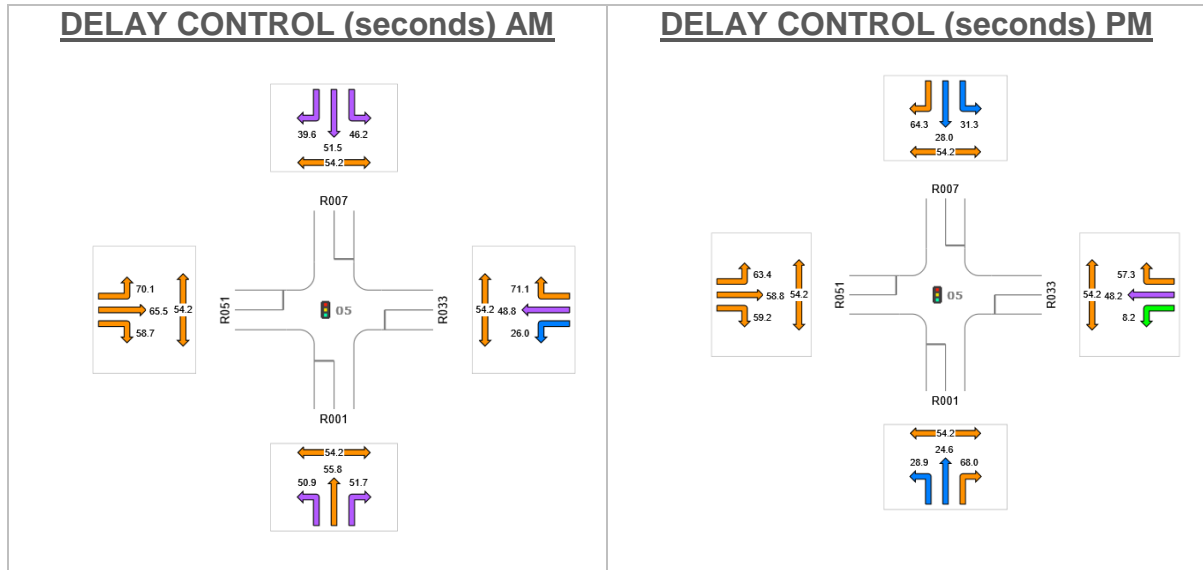 DELAY CONTROL (seconds) AM
39.6 46.2
51.5
54.2
R007
70.1
65.5 54.2
58.7
R051
05
R033
71.1
54.2 48.8
26.0
R001
54.2
55.8
50.9 51.7
DELAY CONTROL (seconds) PM
64.3 31.3
28.0
54.2
R007
63.4
58.8 54.2
59.2
R051
05
R033
57.3
54.2 48.2
8.2
R001
54.2
24.6
28.9 68.0